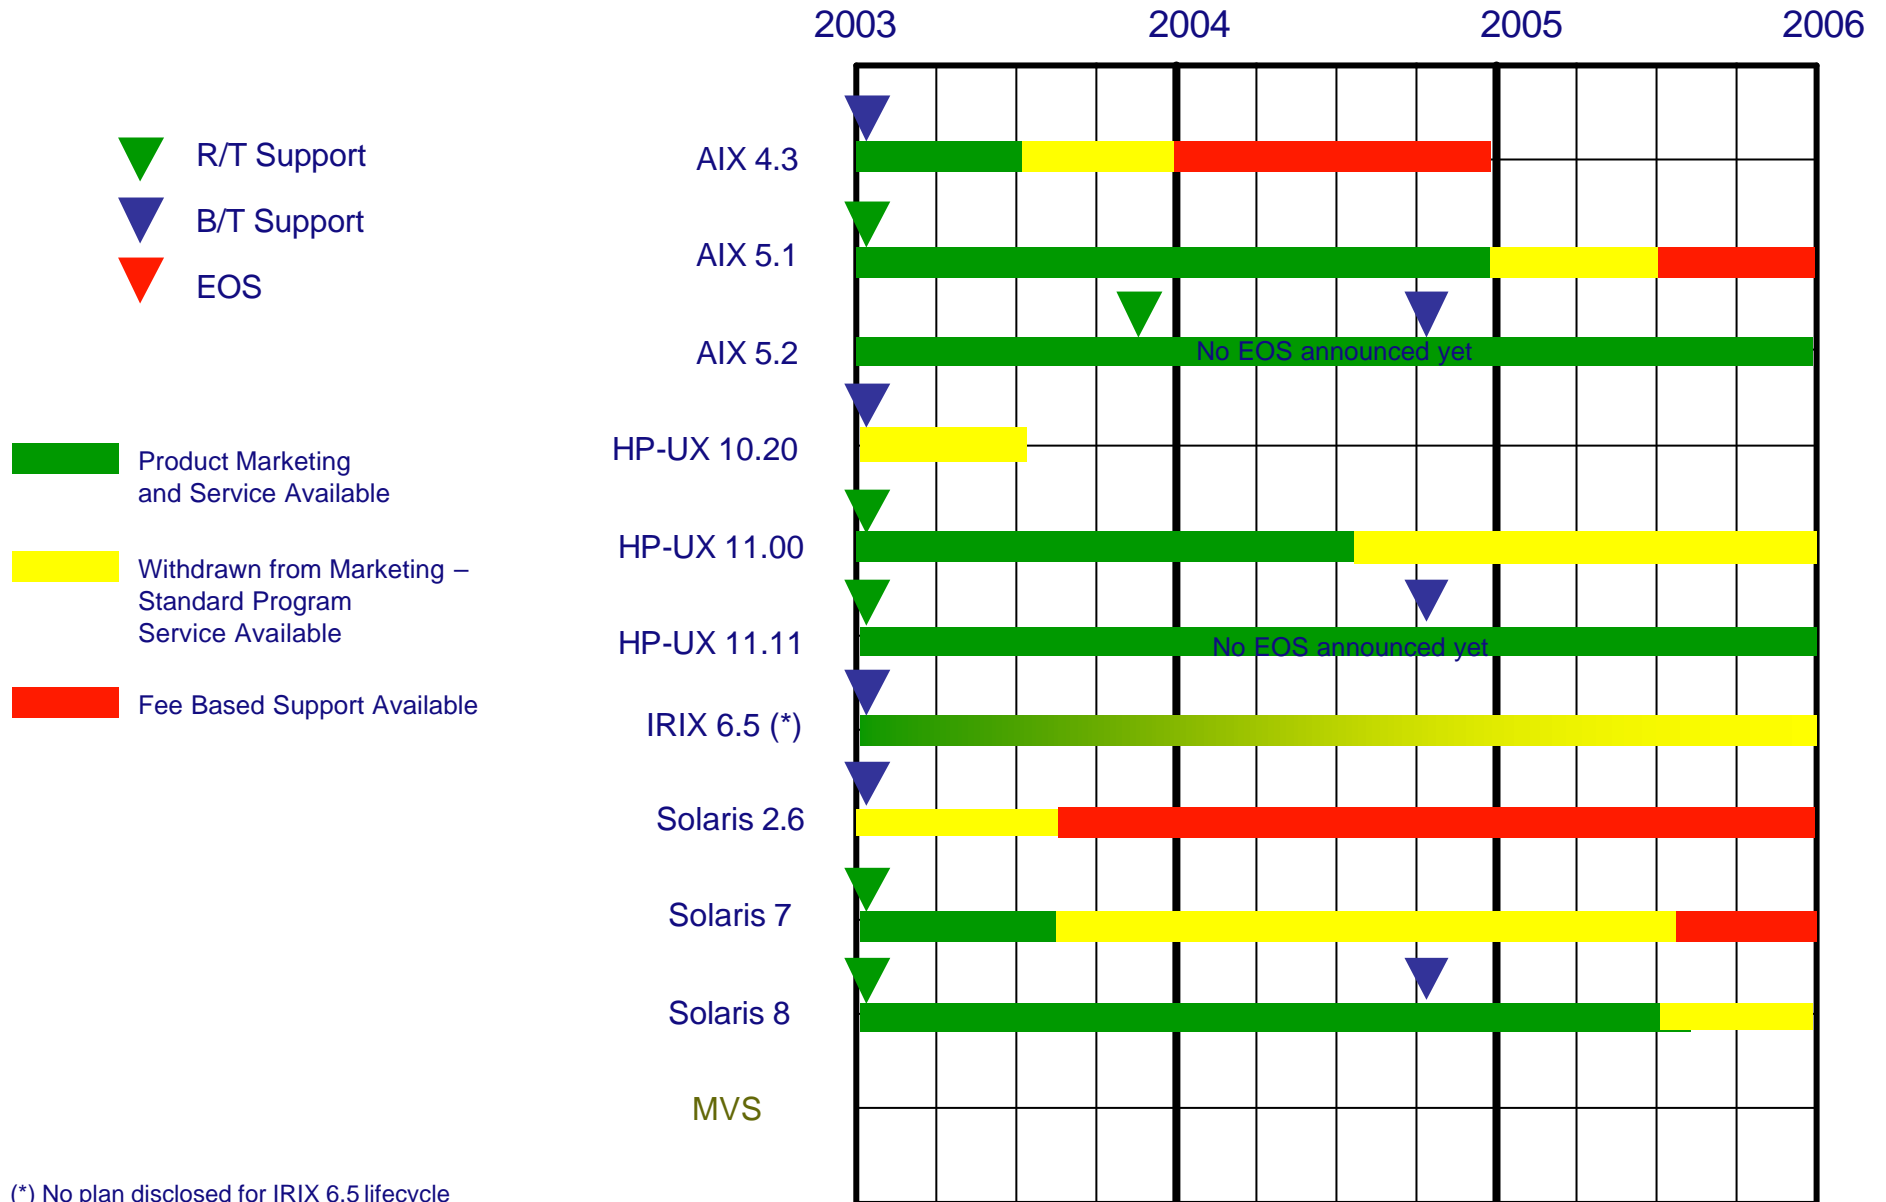 2003 2004 2005 2006
R/T Support
B/T Support
EOS
Product Marketing
and Service Available
Withdrawn from Marketing –
Standard Program
Service Available
Fee Based Support Available
AIX 4.3
AIX 5.1
AIX 5.2
No EOS announced yet
HP-UX 10.20
HP-UX 11.00
HP-UX 11.11
No EOS announced yet
IRIX 6.5 (*)
Solaris 2.6
Solaris 7
Solaris 8
MVS
(*) No plan disclosed for IRIX 6.5 lifecycle